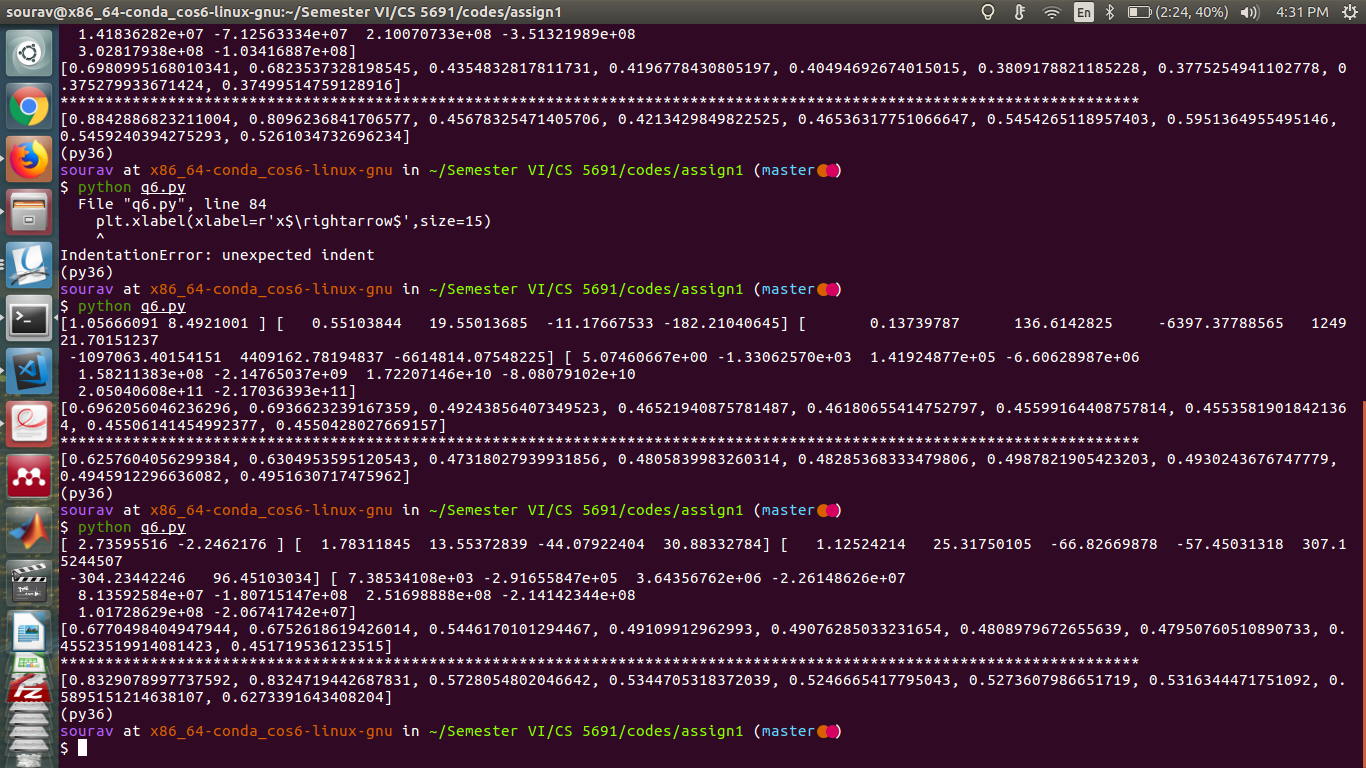 sourav@x86_64-conda_cos6-linux-gnu:~/Semester VI/CS 5691/codes/assign1
En (2:24, 40%) 4:31 PM
1.41836282e+07 -7.12563334e+07 2.10070733e+08 -3.51321989e+08
3.02817938e+08 -1.03416887e+08]
[0.6980995168010341, 0.6823537328198545, 0.4354832817811731, 0.4196778430805197, 0.40494692674015015, 0.3809178821185228, 0.3775254941102778, 0
.375279933671424, 0.37499514759128916]
************************************************************************************************************************
[0.8842886823211004, 0.8096236841706577, 0.45678325471405706, 0.4213429849822525, 0.46536317751066647, 0.5454265118957403, 0.5951364955495146,
0.5459240394275293, 0.5261034732696234]
(py36)
sourav at x86_64-conda_cos6-linux-gnu in ~/Semester VI/CS 5691/codes/assign1 (master)
$ python q6.py
File "q6.py", line 84
plt.xlabel(xlabel=r'x$\rightarrow$',size=15)
^
IndentationError: unexpected indent
(py36)
sourav at x86_64-conda_cos6-linux-gnu in ~/Semester VI/CS 5691/codes/assign1 (master)
$ python q6.py
[1.05666091 8.4921001 ] [ 0.55103844 19.55013685 -11.17667533 -182.21040645] [ 0.13739787 136.6142825 -6397.37788565 1249
21.70151237
-1097063.40154151 4409162.78194837 -6614814.07548225] [ 5.07460667e+00 -1.33062570e+03 1.41924877e+05 -6.60628987e+06
1.58211383e+08 -2.14765037e+09 1.72207146e+10 -8.08079102e+10
2.05040608e+11 -2.17036393e+11]
[0.6962056046236296, 0.6936623239167359, 0.49243856407349523, 0.46521940875781487, 0.46180655414752797, 0.45599164408757814, 0.4553581901842136
4, 0.45506141454992377, 0.4550428027669157]
************************************************************************************************************************
[0.6257604056299384, 0.6304953595120543, 0.47318027939931856, 0.4805839983260314, 0.48285368333479806, 0.4987821905423203, 0.4930243676747779,
0.4945912296636082, 0.4951630717475962]
(py36)
sourav at x86_64-conda_cos6-linux-gnu in ~/Semester VI/CS 5691/codes/assign1 (master)
$ python q6.py
[ 2.73595516 -2.2462176 ] [ 1.78311845 13.55372839 -44.07922404 30.88332784] [ 1.12524214 25.31750105 -66.82669878 -57.45031318 307.1
5244507
-304.23442246 96.45103034] [ 7.38534108e+03 -2.91655847e+05 3.64356762e+06 -2.26148626e+07
8.13592584e+07 -1.80715147e+08 2.51698888e+08 -2.14142344e+08
1.01728629e+08 -2.06741742e+07]
[0.6770498404947944, 0.6752618619426014, 0.5446170101294467, 0.49109912962993, 0.49076285033231654, 0.4808979672655639, 0.47950760510890733, 0.
45523519914081423, 0.451719536123515]
************************************************************************************************************************
[0.8329078997737592, 0.8324719442687831, 0.5728054802046642, 0.5344705318372039, 0.5246665417795043, 0.5273607986651719, 0.5316344471751092, 0.
5895151214638107, 0.6273391643408204]
(py36)
sourav at x86_64-conda_cos6-linux-gnu in ~/Semester VI/CS 5691/codes/assign1 (master)
$